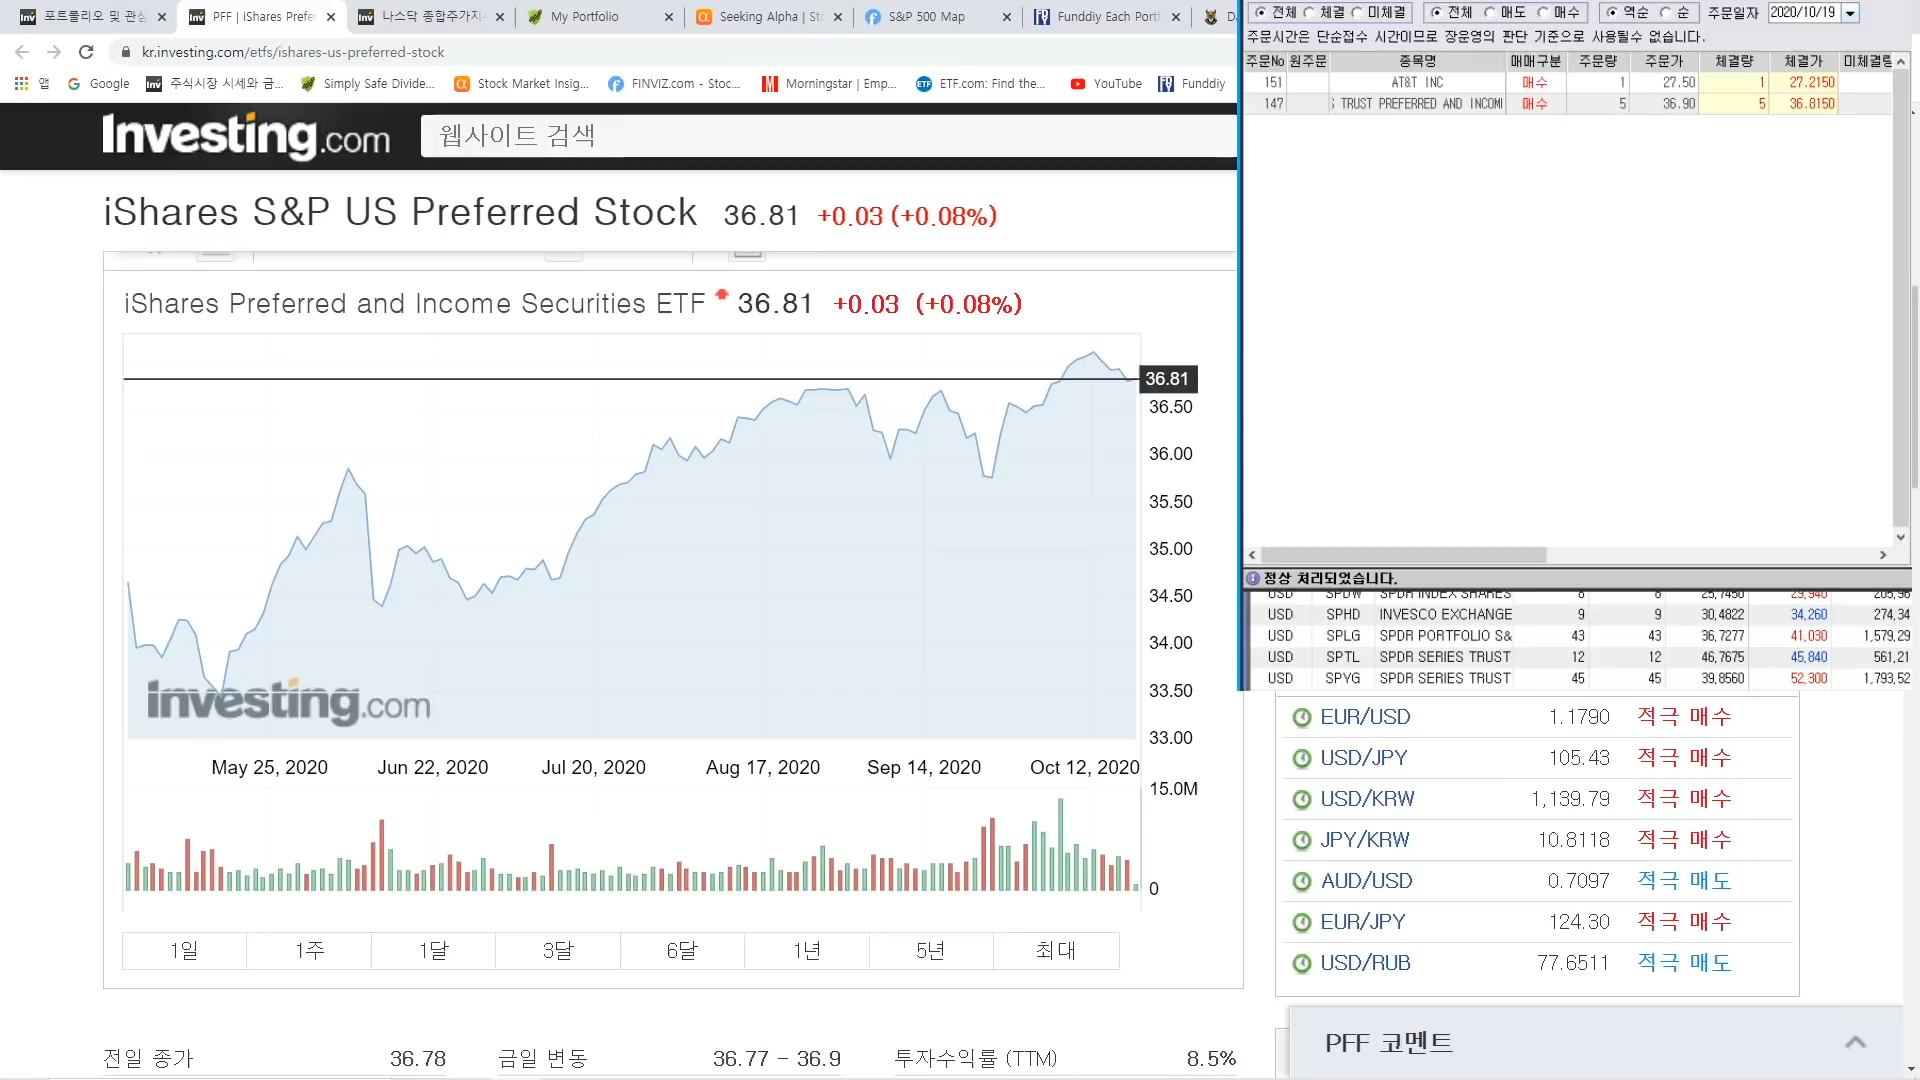 포트폴리오 및 관심
PFF | iShares Prefer
나스닥 종합주가지
My Portfolio
Seeking Alpha | Sto
S&P 500 Map
Funddiy Each Portf
kr.investing.com/etfs/ishares-us-preferred-stock
앱
Google
주식시장 시세와 금...
Simply Safe Divide...
Stock Market Insig...
FINVIZ.com - Stoc...
Morningstar | Emp...
ETF.com: Find the...
YouTube
Funddiy
Investing.com
웹사이트 검색
iShares S&P US Preferred Stock 36.81 +0.03 (+0.08%)
iShares Preferred and Income Securities ETF 36.81 +0.03 (+0.08%)
36.81
36.50
36.00
35.50
35.00
34.50
34.00
33.50
33.00
Investing.com
May 25, 2020 Jun 22, 2020 Jul 20, 2020 Aug 17, 2020 Sep 14, 2020 Oct 12, 2020
15.0M
0
1일 1주 1달 3달 6달 1년 5년 최대
전일 종가 36.78 금일 변동 36.77 - 36.9 투자수익률 (TTM) 8.5%
전체 체결 미체결 전체 매도 매수 역순 순 주문일자 2020/10/19
주문시간은 단순접수 시간이므로 장운영의 판단 기준으로 사용될수 없습니다.
주문No 원주문 종목명 매매구분 주문량 주문가 체결량 체결가 미체결량
151 AT&T INC 매수 1 27.50 1 27.2150
147 TRUST PREFERRED AND INCOMI 매수 5 36.90 5 36.8150
정상 처리되었습니다.
USD SPDW SPDR INDEX SHARES 8 8 25.7450 29,940 205,96
USD SPHD INVESCO EXCHANGE 9 9 30,4822 34,260 274,34
USD SPLG SPDR PORTFOLIO S& 43 43 36,7277 41,030 1,579,29
USD SPTL SPDR SERIES TRUST 12 12 46,7675 45,840 561,21
USD SPYG SPDR SERIES TRUST 45 45 39,8560 52,300 1,793,52
EUR/USD 1.1790 적극 매수
USD/JPY 105.43 적극 매수
USD/KRW 1,139.79 적극 매수
JPY/KRW 10.8118 적극 매수
AUD/USD 0.7097 적극 매도
EUR/JPY 124.30 적극 매수
USD/RUB 77.6511 적극 매도
PFF 코멘트